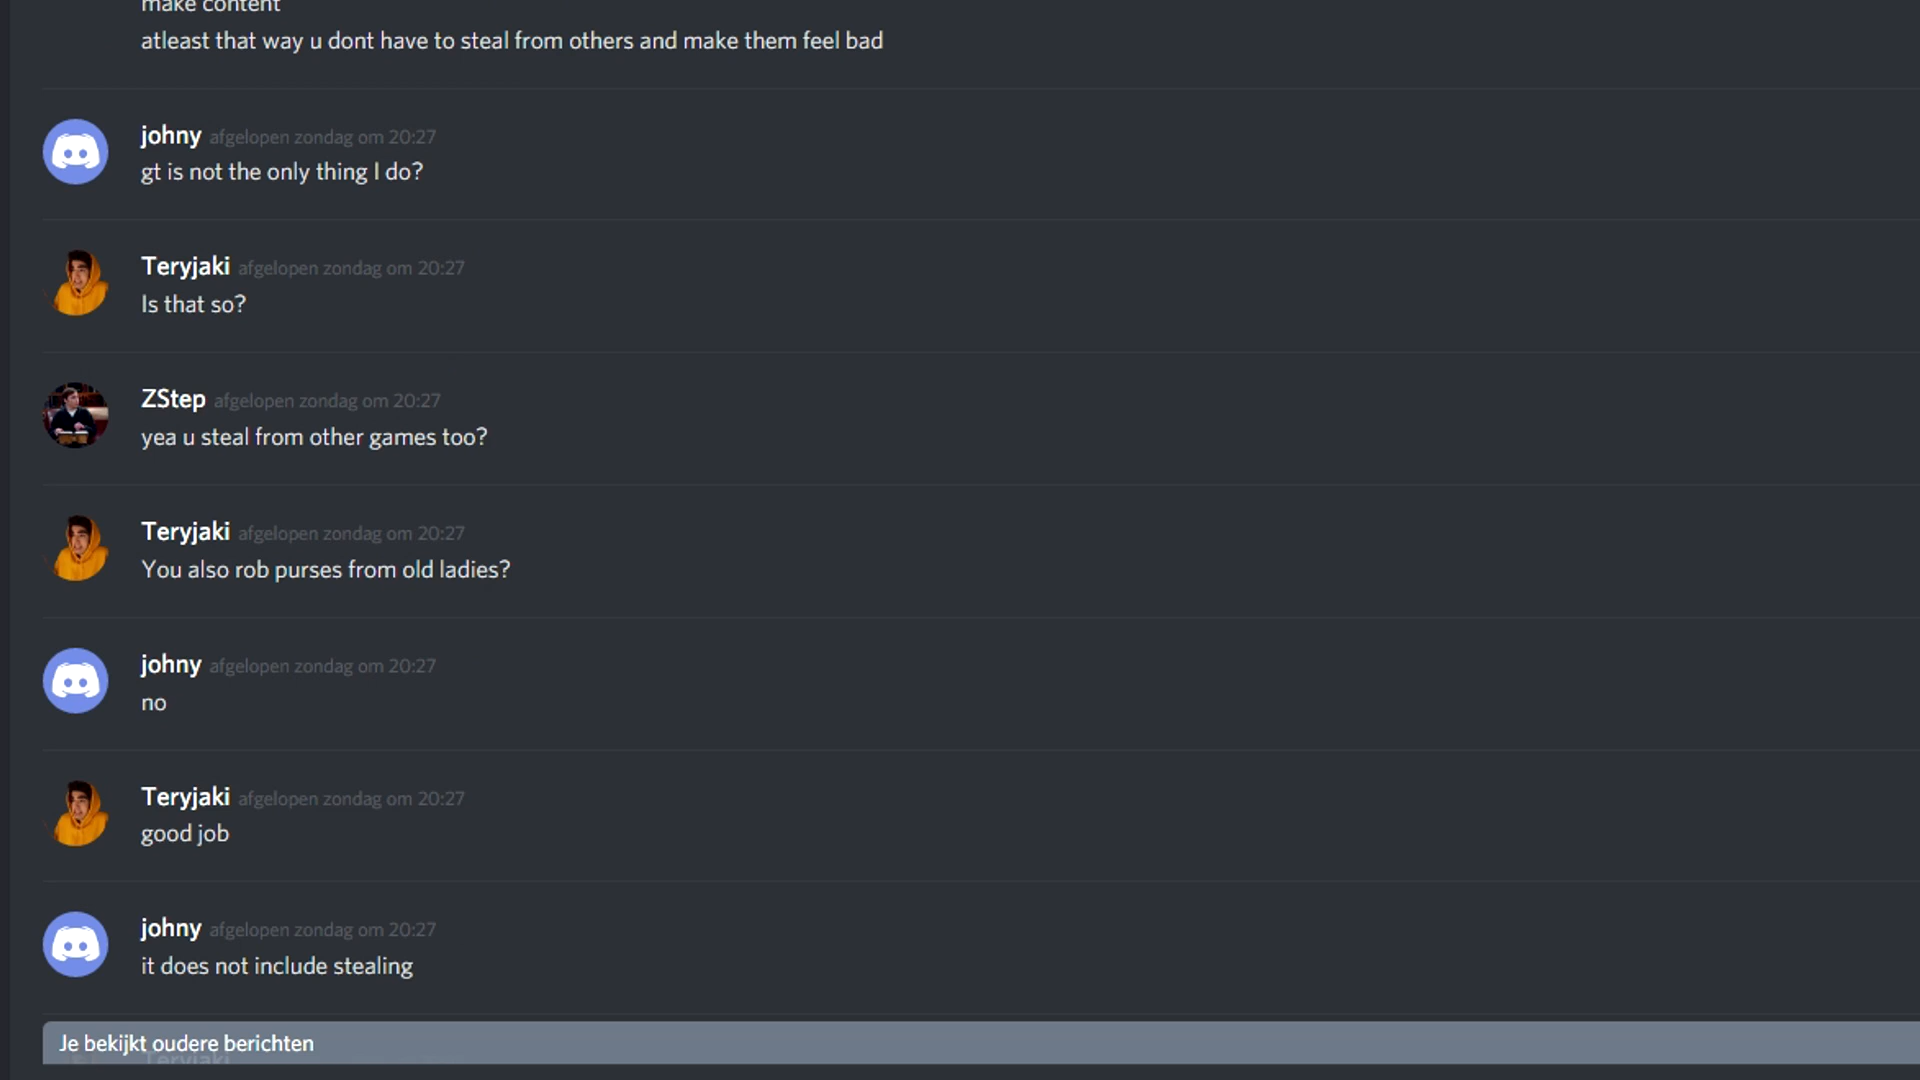 make content
atleast that way u dont have to steal from others and make them feel bad
johny afgelopen zondag om 20:27
gt is not the only thing I do?
Teryjaki afgelopen zondag om 20:27
Is that so?
ZStep afgelopen zondag om 20:27
yea u steal from other games too?
Teryjaki afgelopen zondag om 20:27
You also rob purses from old ladies?
johny afgelopen zondag om 20:27
no
Teryjaki afgelopen zondag om 20:27
good job
johny afgelopen zondag om 20:27
it does not include stealing
Je bekijkt oudere berichten
Teryjaki